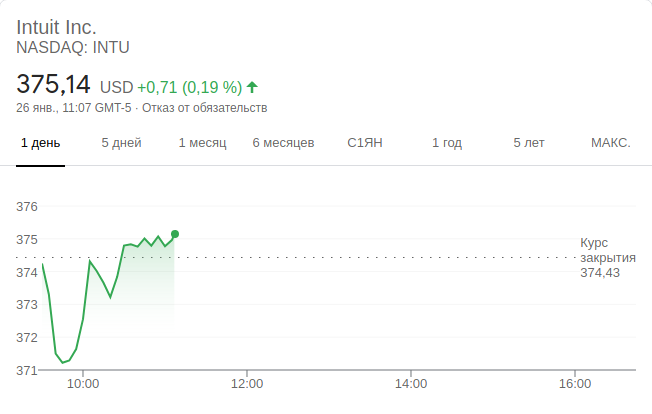 Intuit Inc.
NASDAQ: INTU
375,14 USD +0,71 (0,19 %)
26 янв., 11:07 GMT-5 · Отказ от обязательств
1 день 5 дней 1 месяц 6 месяцев С1ЯН 1 год 5 лет МАКС.
376
375
374
373
372
371
Курс
закрытия
374,43
10:00 12:00 14:00 16:00